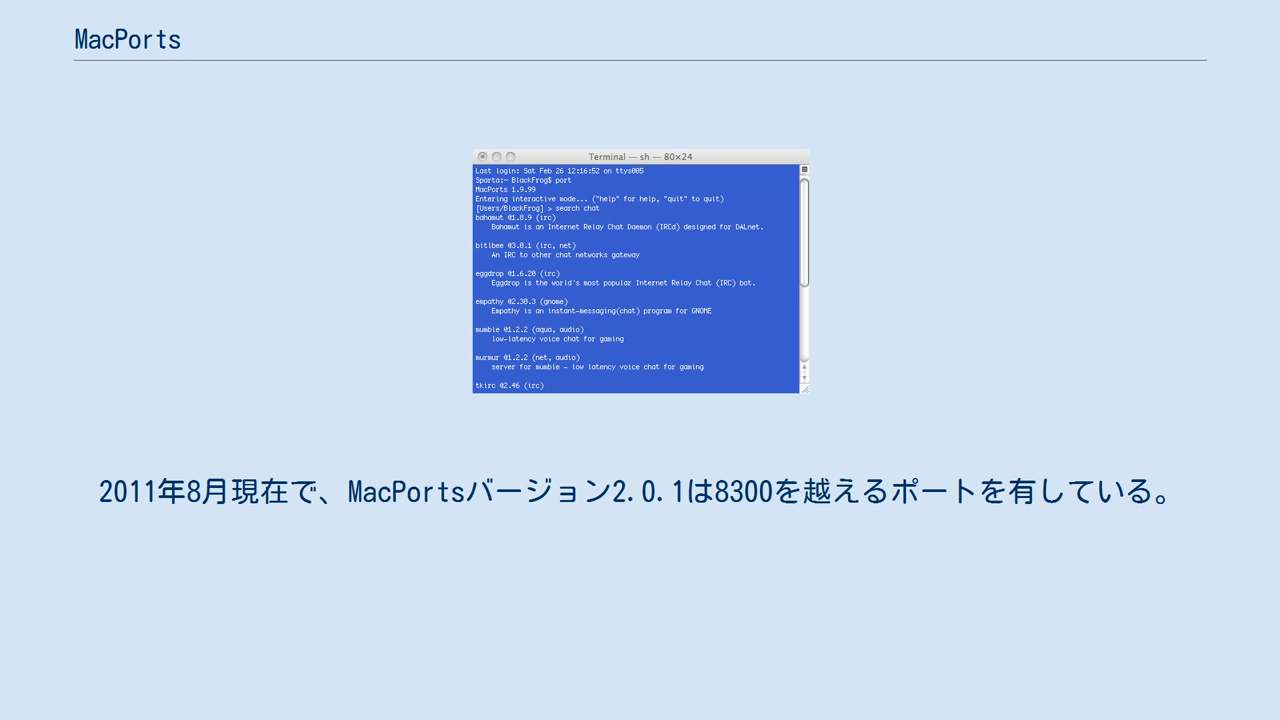 MacPorts
Terminal — sh — 80×24
Last login: Sat Feb 26 12:16:52 on ttys005
Sparta:~ BlackFrog$ port
MacPorts 1.9.99
Entering interactive mode... ("help" for help, "quit" to quit)
[Users/BlackFrog] > search chat
bahamut @1.8.9 (irc)
Bahamut is an Internet Relay Chat Daemon (IRCd) designed for DALnet.
bitlbee @3.0.1 (irc, net)
An IRC to other chat networks gateway
eggdrop @1.6.20 (irc)
Eggdrop is the world's most popular Internet Relay Chat (IRC) bot.
empathy @2.30.3 (gnome)
Empathy is an instant-messaging(chat) program for GNOME
mumble @1.2.2 (aqua, audio)
low-latency voice chat for gaming
murmur @1.2.2 (net, audio)
server for mumble - low latency voice chat for gaming
tkirc @2.46 (irc)
2011年8月現在で、MacPortsバージョン2.0.1は8300を越えるポートを有している。